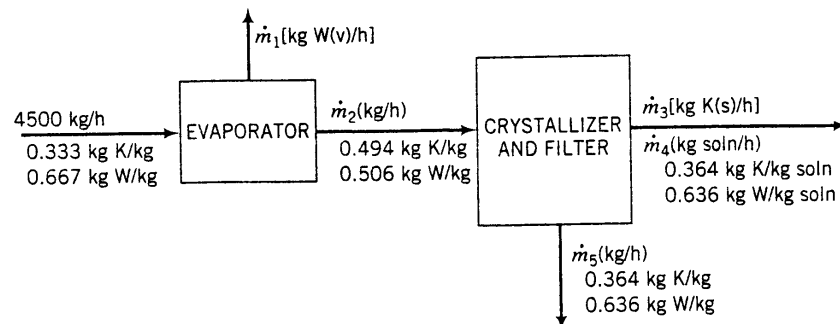 ṁ₁[kg W(v)/h]
4500 kg/h
0.333 kg K/kg
0.667 kg W/kg
EVAPORATOR
ṁ₂(kg/h)
0.494 kg K/kg
0.506 kg W/kg
CRYSTALLIZER
AND FILTER
ṁ₃[kg K(s)/h]
ṁ₄(kg soln/h)
0.364 kg K/kg soln
0.636 kg W/kg soln
ṁ₅(kg/h)
0.364 kg K/kg
0.636 kg W/kg